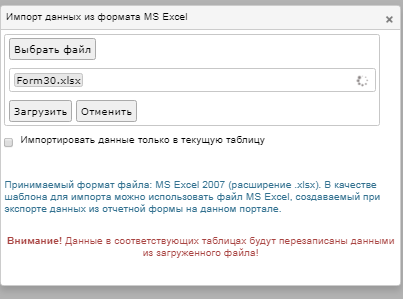 Импорт данных из формата MS Excel
Выбрать файл
Form30.xlsx
Загрузить Отменить
Импортировать данные только в текущую таблицу
Принимаемый формат файла: MS Excel 2007 (расширение .xlsx). В качестве
шаблона для импорта можно использовать файл MS Excel, создаваемый при
экспорте данных из отчетной формы на данном портале.
Внимание! Данные в соответствующих таблицах будут перезаписаны данными
из загруженного файла!